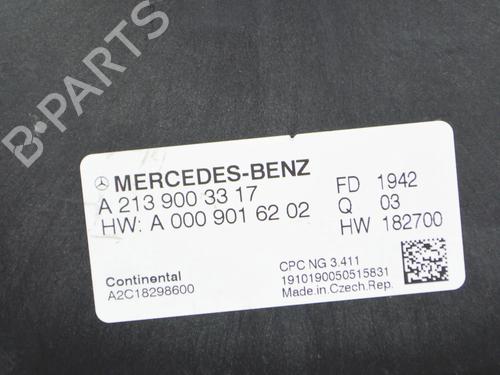 B-PARTS
MERCEDES-BENZ
A 213 900 33 17
HW: A 000 901 62 02
FD 1942
Q 03
HW 182700
Continental
A2C18298600
CPC NG 3.411
1910190050515831
Made.in.Czech.Rep.